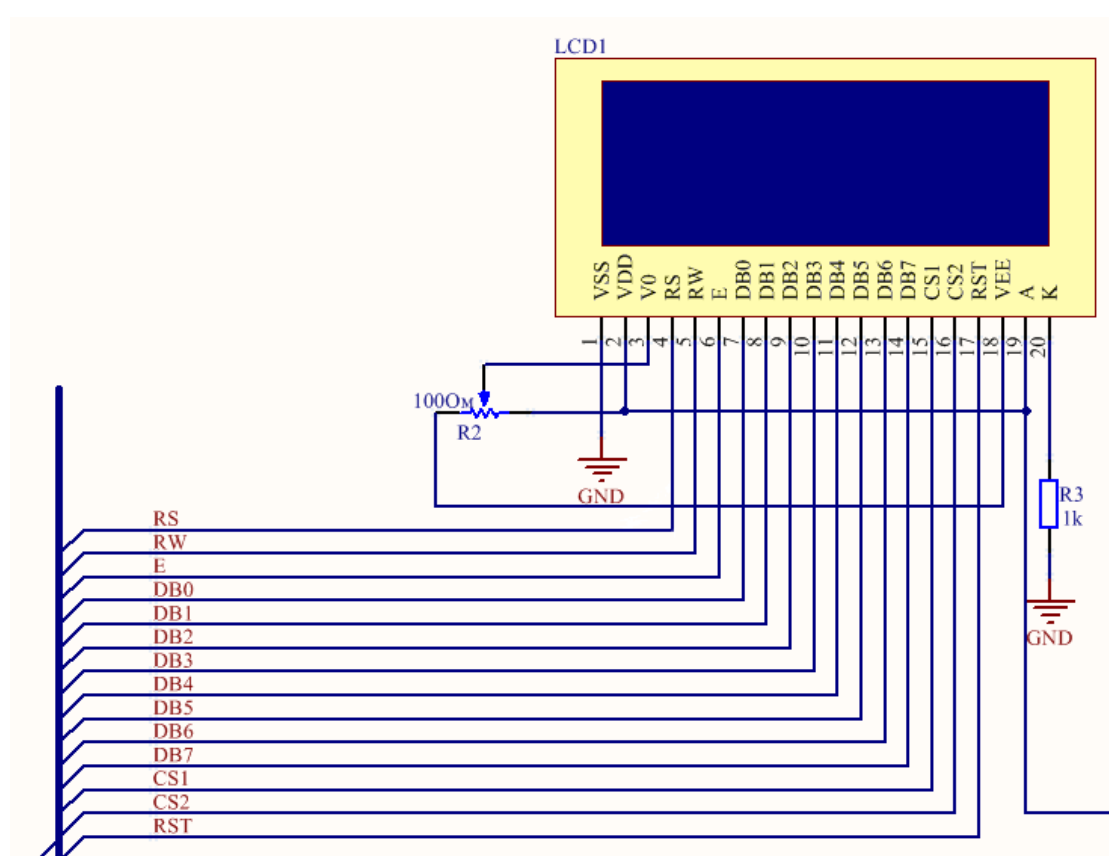 LCD1
VSS
VDD
V0
RS
RW
E
DB0
DB1
DB2
DB3
DB4
DB5
DB6
DB7
CS1
CS2
RST
VEE
A
K
1
2
3
4
5
6
7
8
9
10
11
12
13
14
15
16
17
18
19
20
100Ом
R2
GND
R3
1k
GND
RS
RW
E
DB0
DB1
DB2
DB3
DB4
DB5
DB6
DB7
CS1
CS2
RST